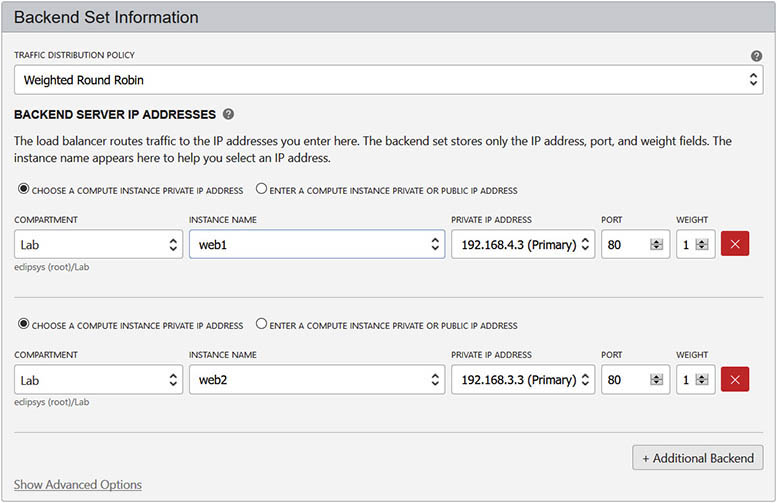 Backend Set Information
TRAFFIC DISTRIBUTION POLICY ?
Weighted Round Robin
BACKEND SERVER IP ADDRESSES ?
The load balancer routes traffic to the IP addresses you enter here. The backend set stores only the IP address, port, and weight fields. The
instance name appears here to help you select an IP address.
CHOOSE A COMPUTE INSTANCE PRIVATE IP ADDRESS ENTER A COMPUTE INSTANCE PRIVATE OR PUBLIC IP ADDRESS
COMPARTMENT INSTANCE NAME PRIVATE IP ADDRESS PORT WEIGHT
Lab web1 192.168.4.3 (Primary) 80 1
eclipsys (root)/Lab
CHOOSE A COMPUTE INSTANCE PRIVATE IP ADDRESS ENTER A COMPUTE INSTANCE PRIVATE OR PUBLIC IP ADDRESS
COMPARTMENT INSTANCE NAME PRIVATE IP ADDRESS PORT WEIGHT
Lab web2 192.168.3.3 (Primary) 80 1
eclipsys (root)/Lab
+ Additional Backend
Show Advanced Options